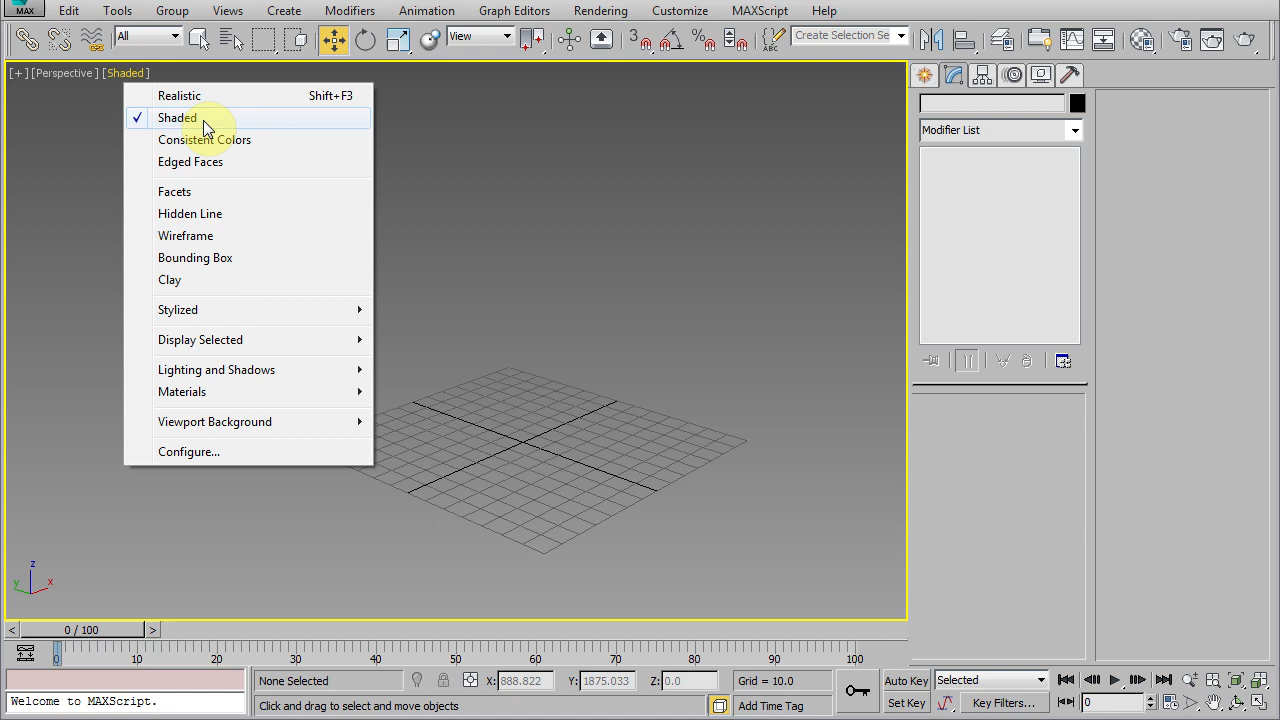 MAX Edit Tools Group Views Create Modifiers Animation Graph Editors Rendering Customize MAXScript Help
All View 3 Create Selection Se
[+][Perspective][Shaded]
Realistic Shift+F3
Shaded
Consistent Colors
Edged Faces
Facets
Hidden Line
Wireframe
Bounding Box
Clay
Stylized
Display Selected
Lighting and Shadows
Materials
Viewport Background
Configure...
Modifier List
z
y x
< 0 / 100 >
0 10 20 30 40 50 60 70 80 90 100
None Selected X: 888.822 Y: 1875.033 Z: 0.0 Grid = 10.0 Auto Key Selected
Welcome to MAXScript. Click and drag to select and move objects Add Time Tag Set Key Key Filters... 0